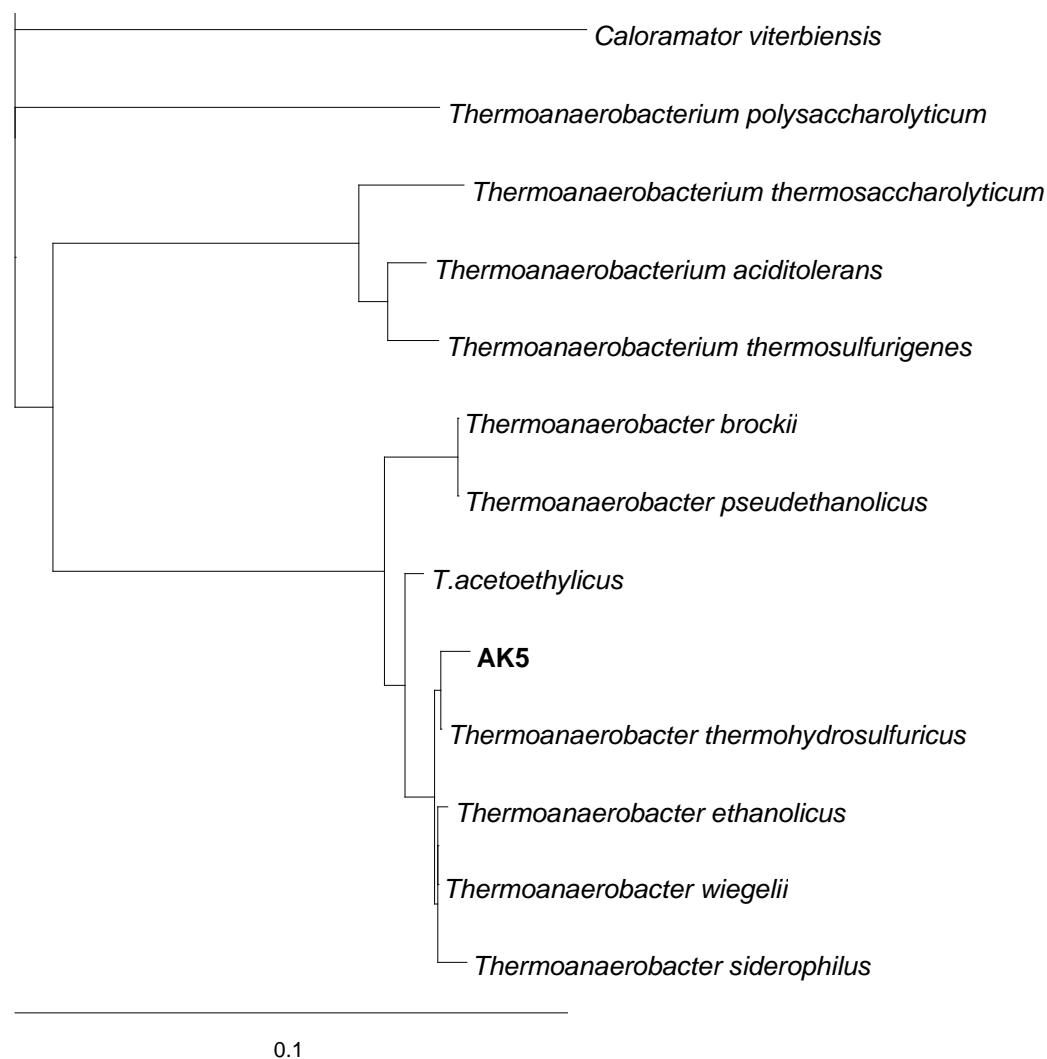 Caloramator viterbiensis
Thermoanaerobacterium polysaccharolyticum
Thermoanaerobacterium thermosaccharolyticum
Thermoanaerobacterium aciditolerans
Thermoanaerobacterium thermosulfurigenes
Thermoanaerobacter brockii
Thermoanaerobacter pseudethanolicus
T.acetoethylicus
AK5
Thermoanaerobacter thermohydrosulfuricus
Thermoanaerobacter ethanolicus
Thermoanaerobacter wiegelii
Thermoanaerobacter siderophilus
0.1